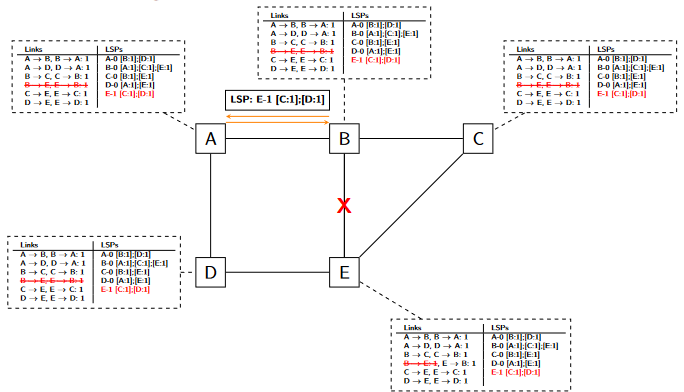 Links LSPs
A → B, B → A: 1 A-0 [B:1];[D:1]
A → D, D → A: 1 B-0 [A:1];[C:1];[E:1]
B → C, C → B: 1 C-0 [B:1];[E:1]
B → E, E → B: 1 D-0 [A:1];[E:1]
C → E, E → C: 1 E-1 [C:1];[D:1]
D → E, E → D: 1
Links LSPs
A → B, B → A: 1 A-0 [B:1];[D:1]
A → D, D → A: 1 B-0 [A:1];[C:1];[E:1]
B → C, C → B: 1 C-0 [B:1];[E:1]
B → E, E → B: 1 D-0 [A:1];[E:1]
C → E, E → C: 1 E-1 [C:1];[D:1]
D → E, E → D: 1
Links LSPs
A → B, B → A: 1 A-0 [B:1];[D:1]
A → D, D → A: 1 B-0 [A:1];[C:1];[E:1]
B → C, C → B: 1 C-0 [B:1];[E:1]
B → E, E → B: 1 D-0 [A:1];[E:1]
C → E, E → C: 1 E-1 [C:1];[D:1]
D → E, E → D: 1
LSP: E-1 [C:1];[D:1]
A B C
X
Links LSPs
A → B, B → A: 1 A-0 [B:1];[D:1]
A → D, D → A: 1 B-0 [A:1];[C:1];[E:1]
B → C, C → B: 1 C-0 [B:1];[E:1]
B → E, E → B: 1 D-0 [A:1];[E:1]
C → E, E → C: 1 E-1 [C:1];[D:1]
D → E, E → D: 1
D E
Links LSPs
A → B, B → A: 1 A-0 [B:1];[D:1]
A → D, D → A: 1 B-0 [A:1];[C:1];[E:1]
B → C, C → B: 1 C-0 [B:1];[E:1]
B → E: 1, E → B: 1 D-0 [A:1];[E:1]
C → E, E → C: 1 E-1 [C:1];[D:1]
D → E, E → D: 1